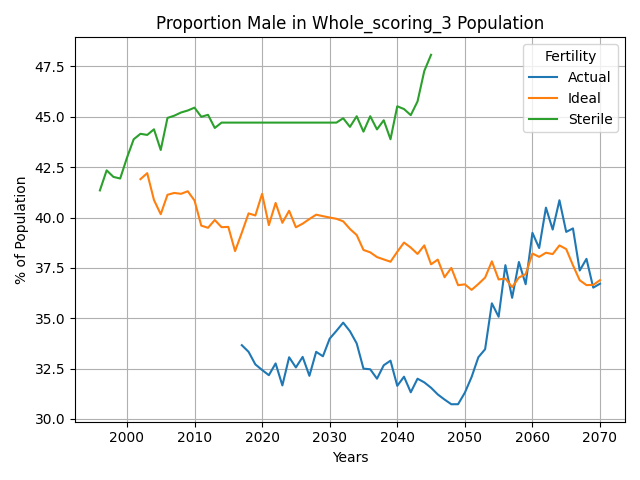 Proportion Male in Whole_scoring_3 Population
Fertility
Actual
Ideal
Sterile
% of Population
47.5
45.0
42.5
40.0
37.5
35.0
32.5
30.0
2000 2010 2020 2030 2040 2050 2060 2070
Years